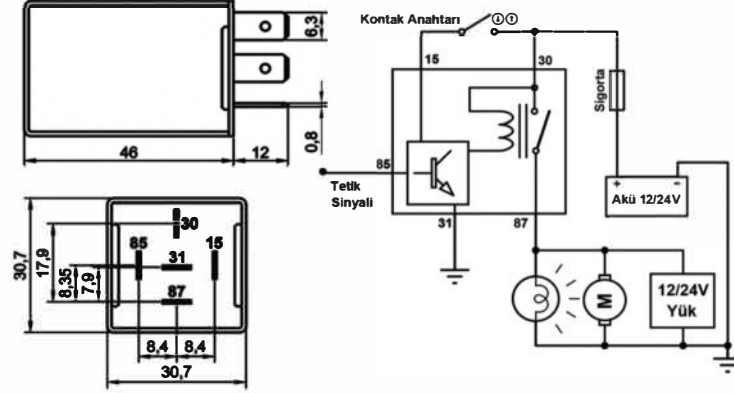 6,3
0,8
46
12
30
85
31
15
87
30,7
17,9
8,35
7,9
8,4
8,4
30,7
Kontak Anahtarı
15
30
Sigorta
85
Tetik
Sinyali
31
87
+
−
Akü 12/24V
M
12/24V
Yük